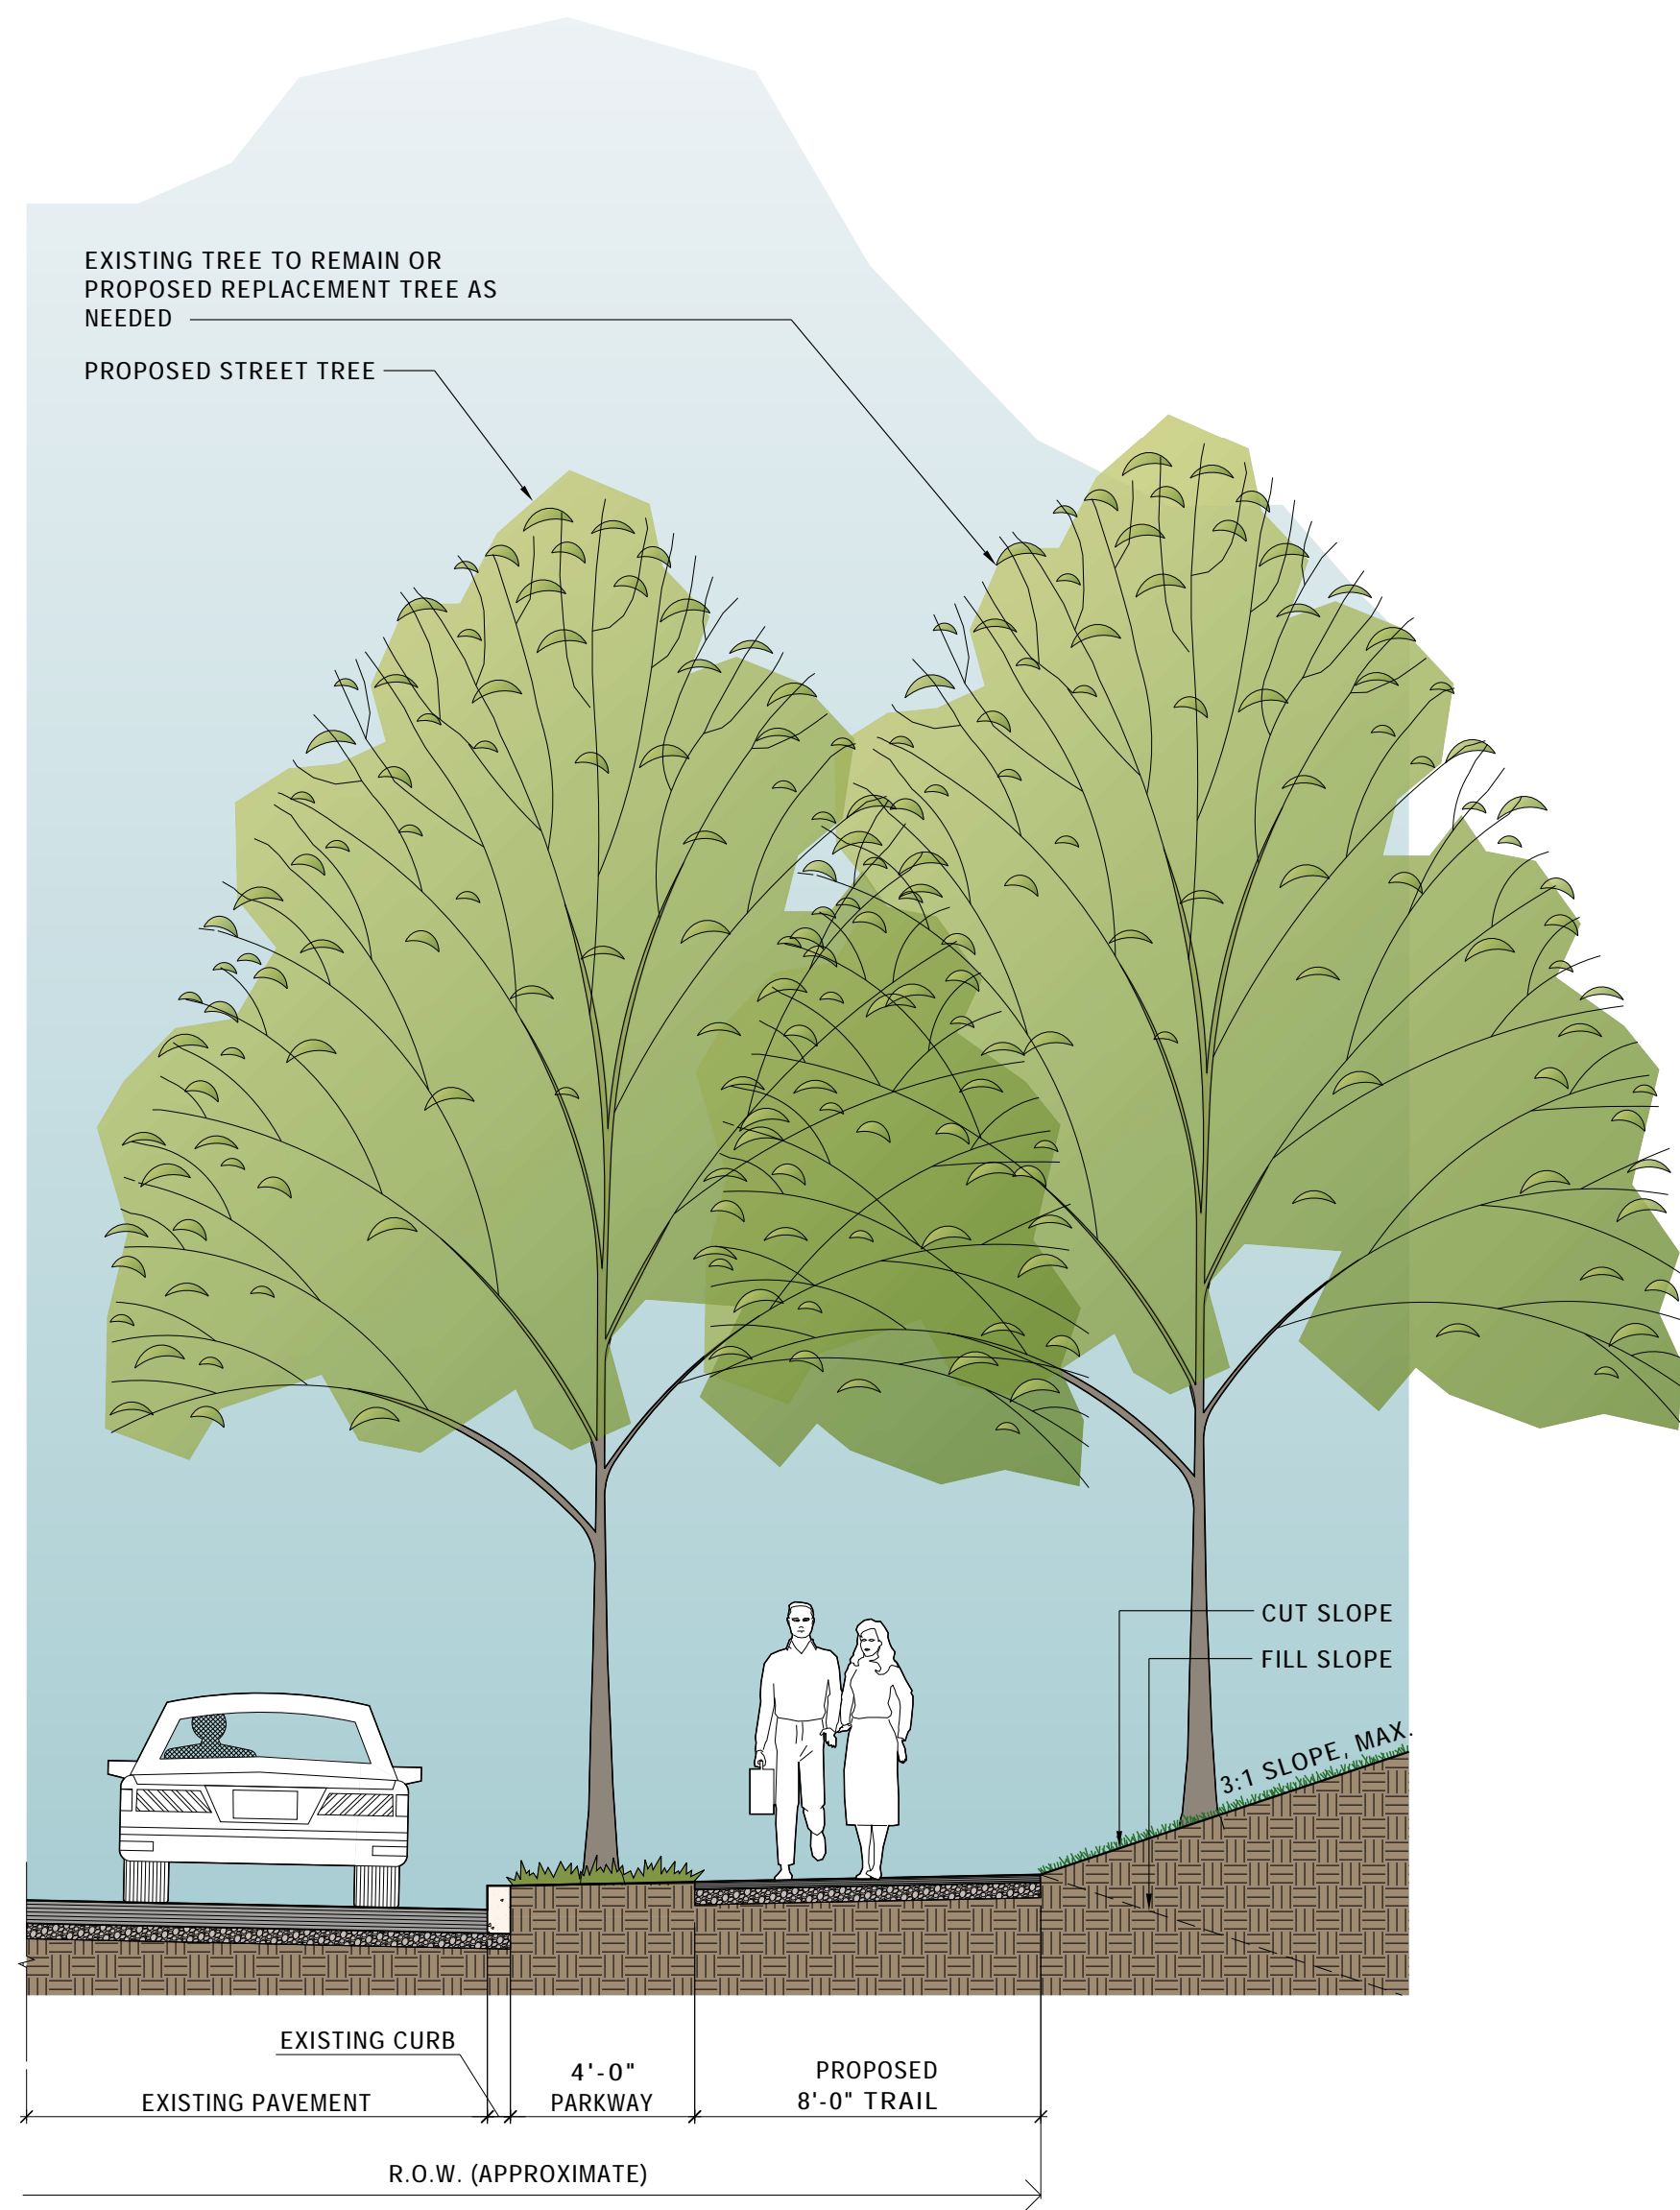 EXISTING TREE TO REMAIN OR
PROPOSED REPLACEMENT TREE AS
NEEDED
PROPOSED STREET TREE
CUT SLOPE
FILL SLOPE
3:1 SLOPE, MAX.
EXISTING CURB
EXISTING PAVEMENT
4'-0"
PARKWAY
PROPOSED
8'-0" TRAIL
R.O.W. (APPROXIMATE)